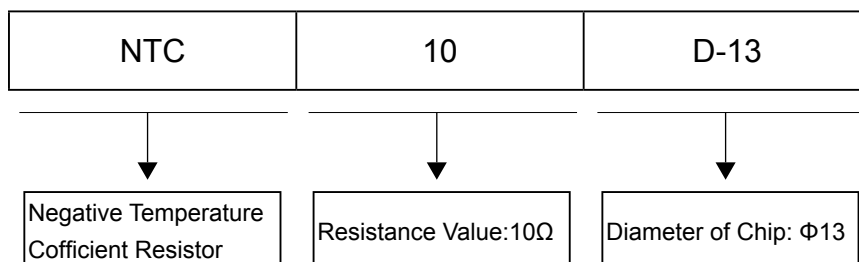 NTC 10 D-13
Negative Temperature
Cofficient Resistor
Resistance Value:10Ω
Diameter of Chip: Φ13